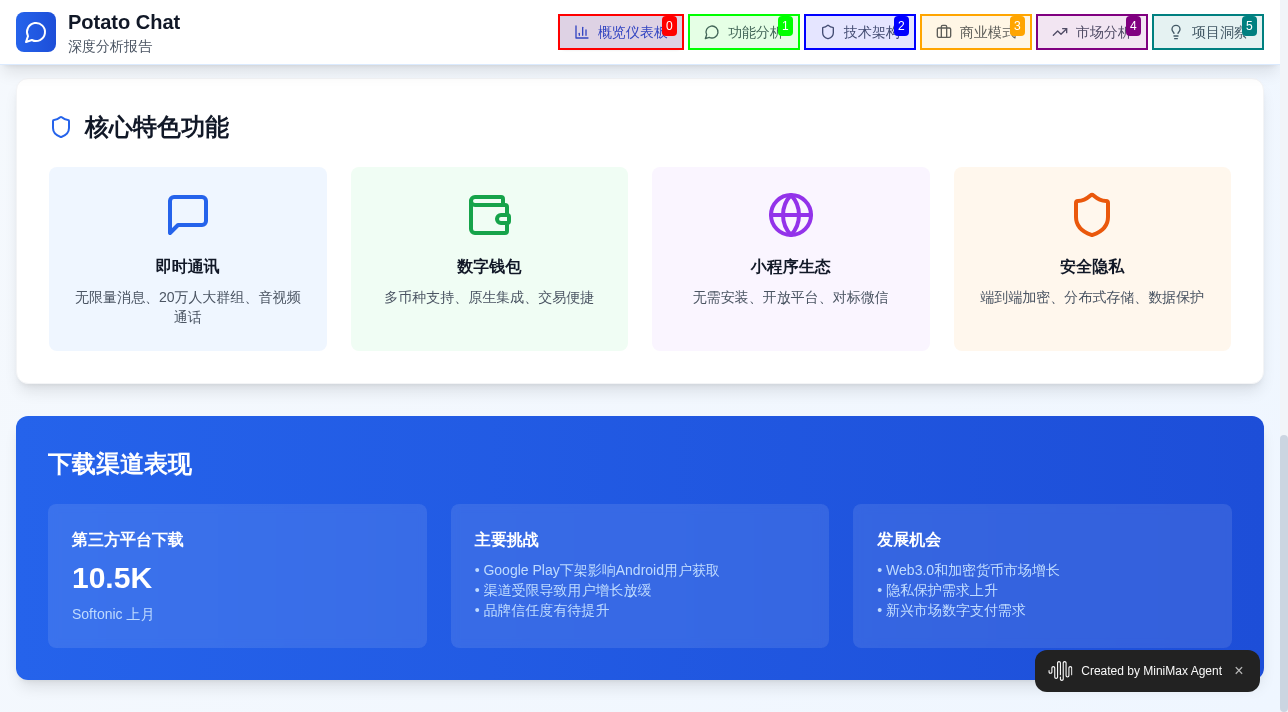 Potato Chat
深度分析报告
概览仪表板 0
功能分析 1
技术架构 2
商业模式 3
市场分析 4
项目洞察 5
核心特色功能
即时通讯
无限量消息、20万人大群组、音视频
通话
数字钱包
多币种支持、原生集成、交易便捷
小程序生态
无需安装、开放平台、对标微信
安全隐私
端到端加密、分布式存储、数据保护
下载渠道表现
第三方平台下载
10.5K
Softonic 上月
主要挑战
• Google Play下架影响Android用户获取
• 渠道受限导致用户增长放缓
• 品牌信任度有待提升
发展机会
• Web3.0和加密货币市场增长
• 隐私保护需求上升
• 新兴市场数字支付需求
Created by MiniMax Agent ×